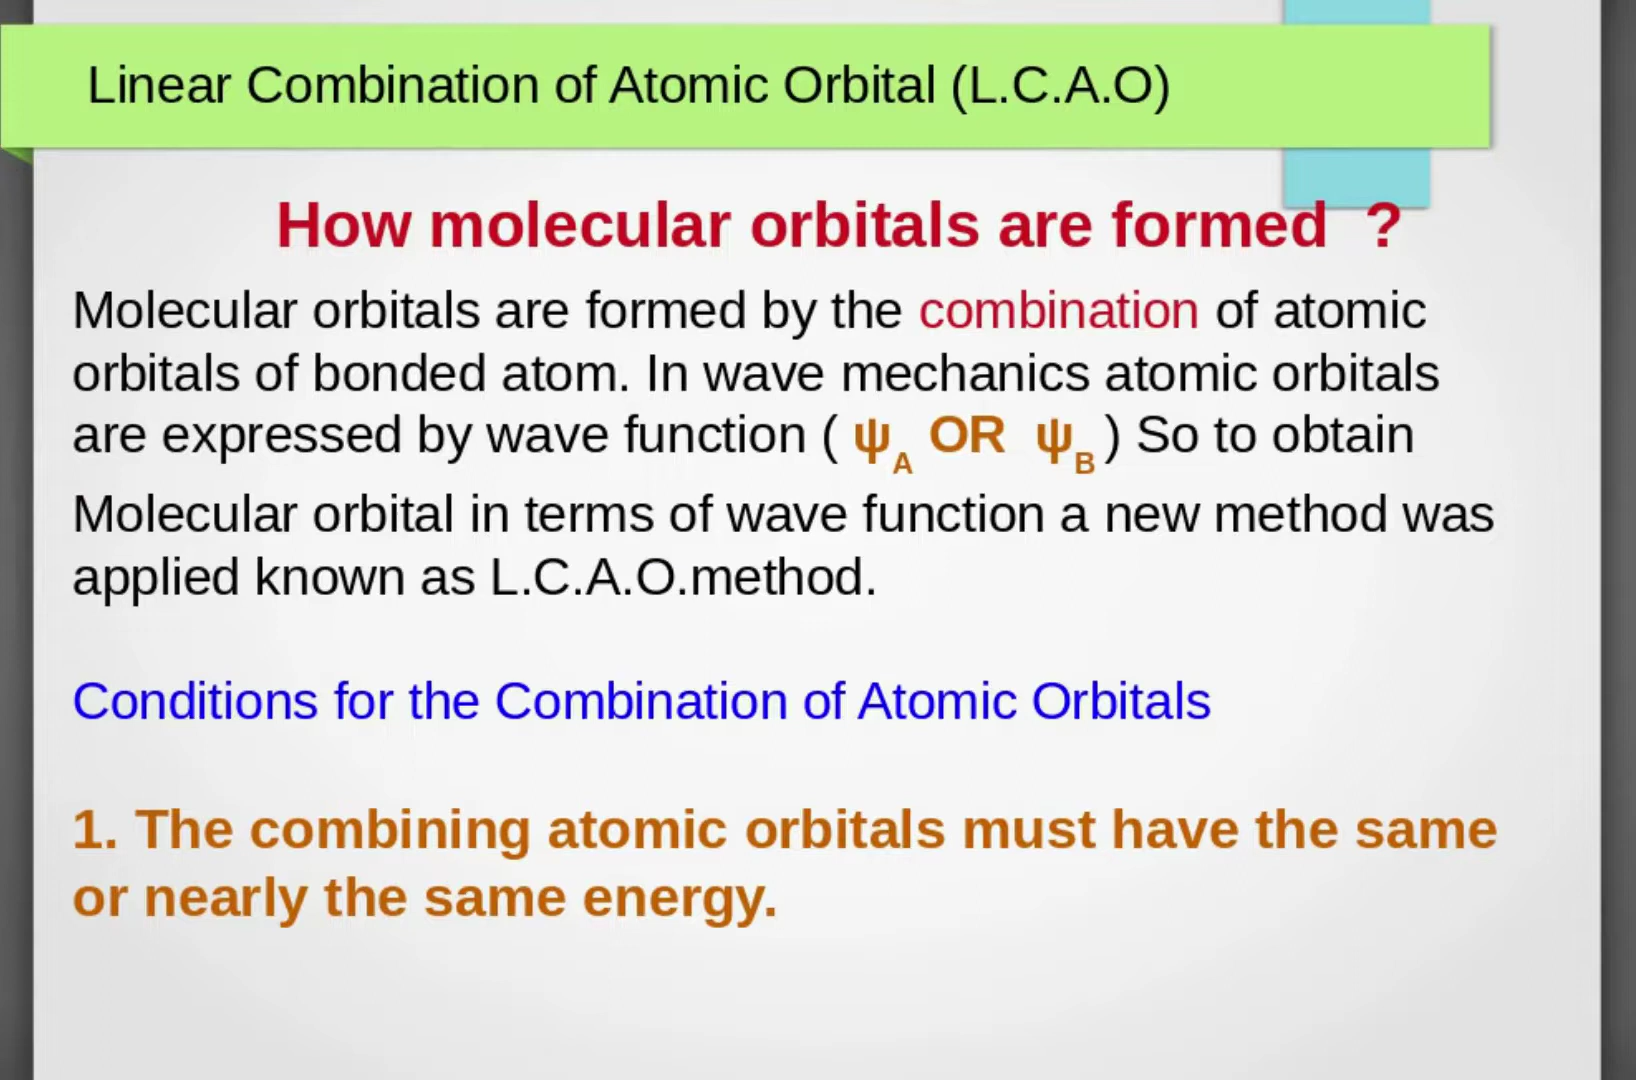 Linear Combination of Atomic Orbital (L.C.A.O)
How molecular orbitals are formed ?
Molecular orbitals are formed by the combination of atomic
orbitals of bonded atom. In wave mechanics atomic orbitals
are expressed by wave function ( ψA OR ψB ) So to obtain
Molecular orbital in terms of wave function a new method was
applied known as L.C.A.O.method.
Conditions for the Combination of Atomic Orbitals
1. The combining atomic orbitals must have the same
or nearly the same energy.